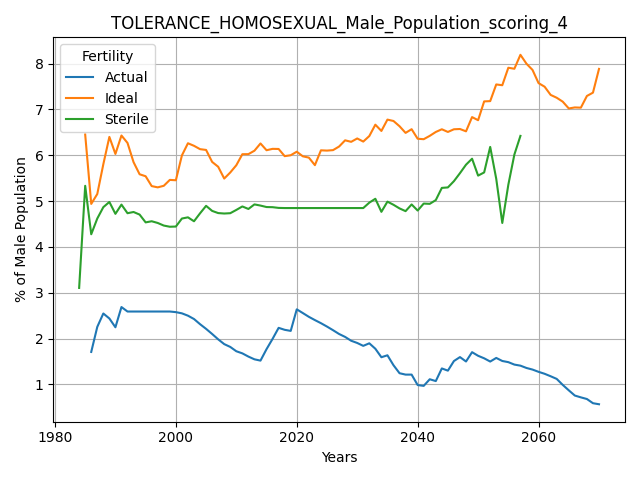 TOLERANCE_HOMOSEXUAL_Male_Population_scoring_4
Fertility
Actual
Ideal
Sterile
% of Male Population
8
7
6
5
4
3
2
1
1980
2000
2020
2040
2060
Years